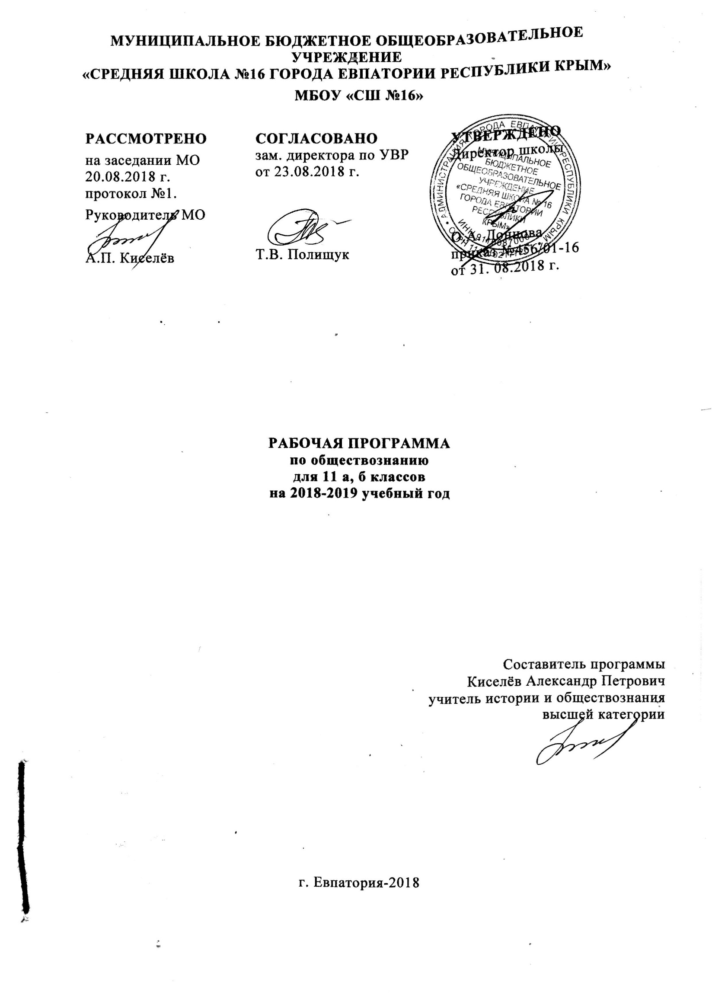 МУНИЦИПАЛЬНОЕ БЮДЖЕТНОЕ ОБЩЕОБРАЗОВАТЕЛЬНОЕ
УЧРЕЖДЕНИЕ
«СРЕДНЯЯ ШКОЛА №16 ГОРОДА ЕВПАТОРИИ РЕСПУБЛИКИ КРЫМ»
МБОУ «СШ №16»
РАССМОТРЕНО
на заседании МО
20.08.2018 г.
протокол №1.
Руководитель МО
А.П. Киселёв
СОГЛАСОВАНО
зам. директора по УВР
от 23.08.2018 г.
Т.В. Полищук
УТВЕРЖДЕНО
Директор школы
О.А. Донцова
приказ №456/01-16
от 31. 08.2018 г.
АДМИНИСТРАЦИЯ ГОРОДА ЕВПАТОРИИ РЕСПУБЛИКИ КРЫМ
МУНИЦИПАЛЬНОЕ
БЮДЖЕТНОЕ
ОБЩЕОБРАЗОВАТЕЛЬНОЕ
УЧРЕЖДЕНИЕ
«СРЕДНЯЯ ШКОЛА № 16
ГОРОДА ЕВПАТОРИИ
РЕСПУБЛИКИ
КРЫМ»
ИНН
ОГРН
РАБОЧАЯ ПРОГРАММА
по обществознанию
для 11 а, б классов
на 2018-2019 учебный год
Составитель программы
Киселёв Александр Петрович
учитель истории и обществознания
высшей категории
г. Евпатория-2018